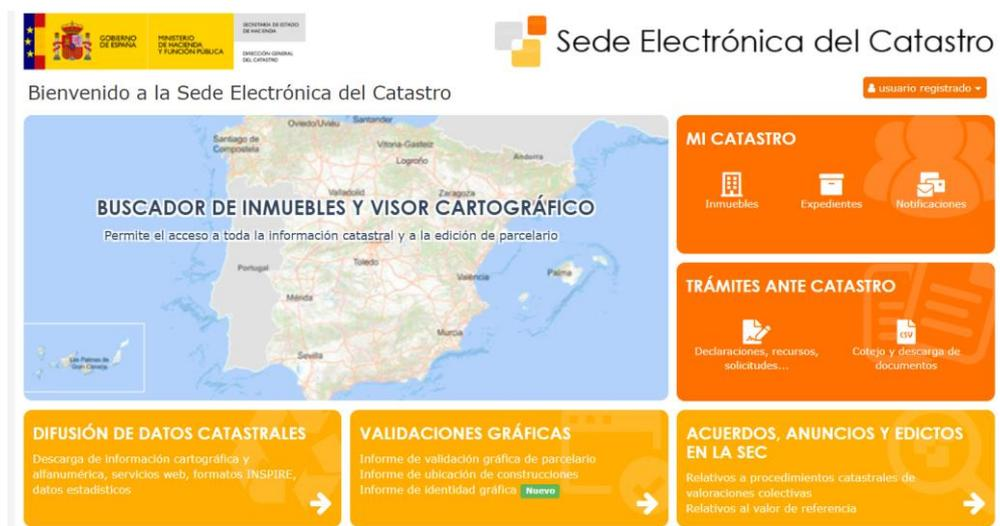 GOBIERNO
DE ESPAÑA
MINISTERIO
DE HACIENDA
Y FUNCIÓN PÚBLICA
SECRETARÍA DE ESTADO
DE HACIENDA
DIRECCIÓN GENERAL
DEL CATASTRO
Sede Electrónica del Catastro
Bienvenido a la Sede Electrónica del Catastro
usuario registrado
Oviedo/Uviéu
Santander
Santiago de
Compostela
Vitoria-Gasteiz
Logroño
Andorra
Valladolid
Zaragoza
BUSCADOR DE INMUEBLES Y VISOR CARTOGRÁFICO
Permite el acceso a toda la información catastral y a la edición de parcelario
Portugal
Toledo
Valencia
Palma
Mérida
Murcia
Sevilla
Las Palmas de
Gran Canaria
MI CATASTRO
Inmuebles
Expedientes
Notificaciones
TRÁMITES ANTE CATASTRO
Declaraciones, recursos,
solicitudes...
CSV
Cotejo y descarga de
documentos
DIFUSIÓN DE DATOS CATASTRALES
Descarga de información cartográfica y
alfanumérica, servicios web, formatos INSPIRE,
datos estadísticos
VALIDACIONES GRÁFICAS
Informe de validación gráfica de parcelario
Informe de ubicación de construcciones
Informe de identidad gráfica Nuevo
ACUERDOS, ANUNCIOS Y EDICTOS
EN LA SEC
Relativos a procedimientos catastrales de
valoraciones colectivas
Relativos al valor de referencia